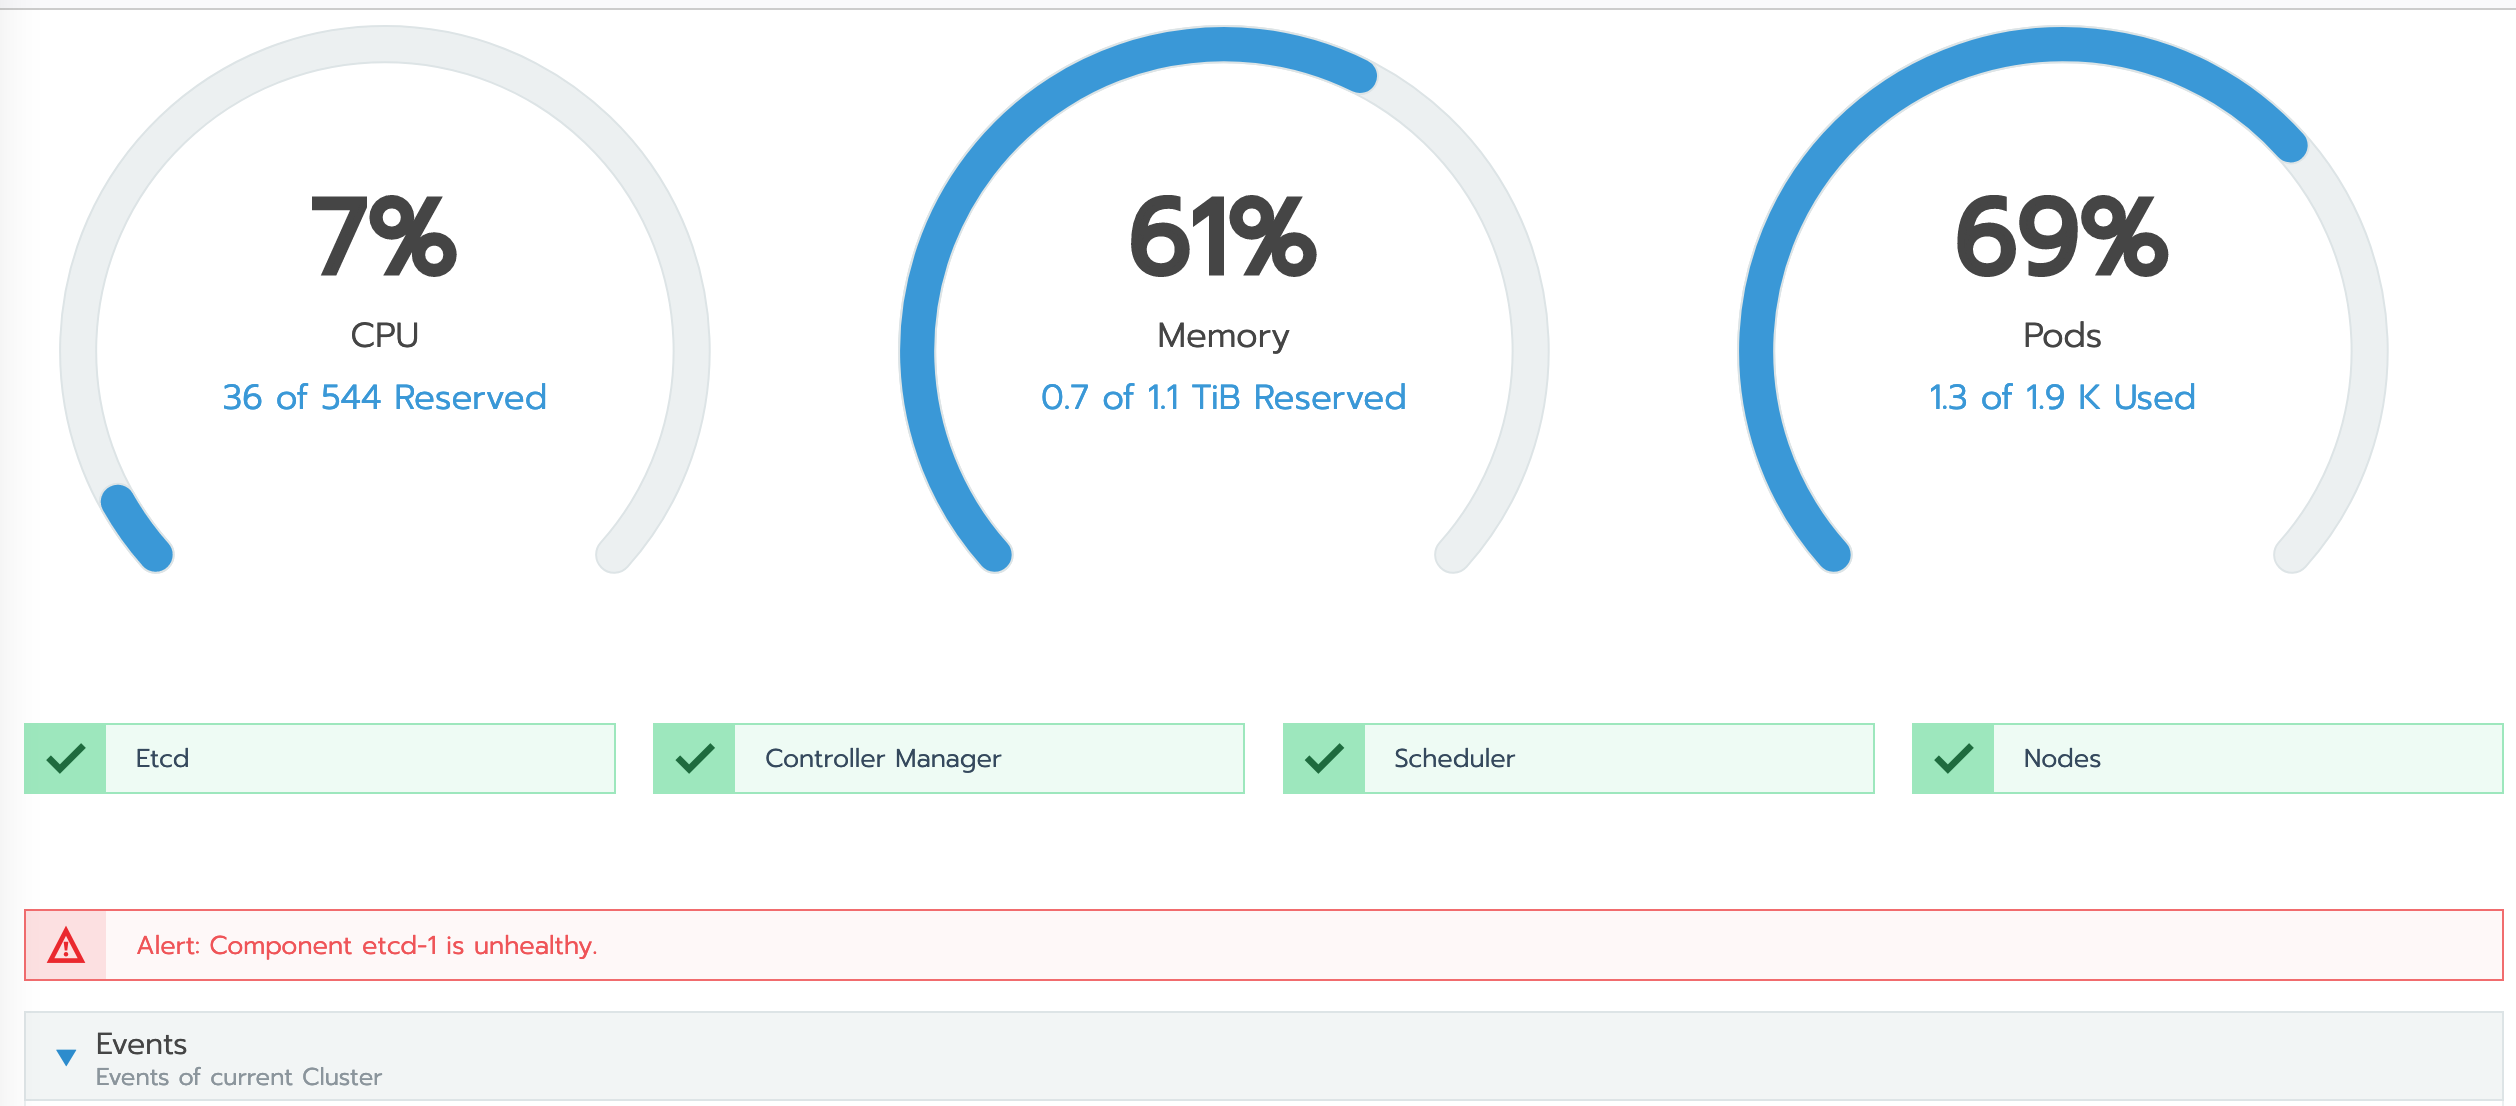 7%
CPU
36 of 544 Reserved
61%
Memory
0.7 of 1.1 TiB Reserved
69%
Pods
1.3 of 1.9 K Used
Etcd
Controller Manager
Scheduler
Nodes
Alert: Component etcd-1 is unhealthy.
Events
Events of current Cluster